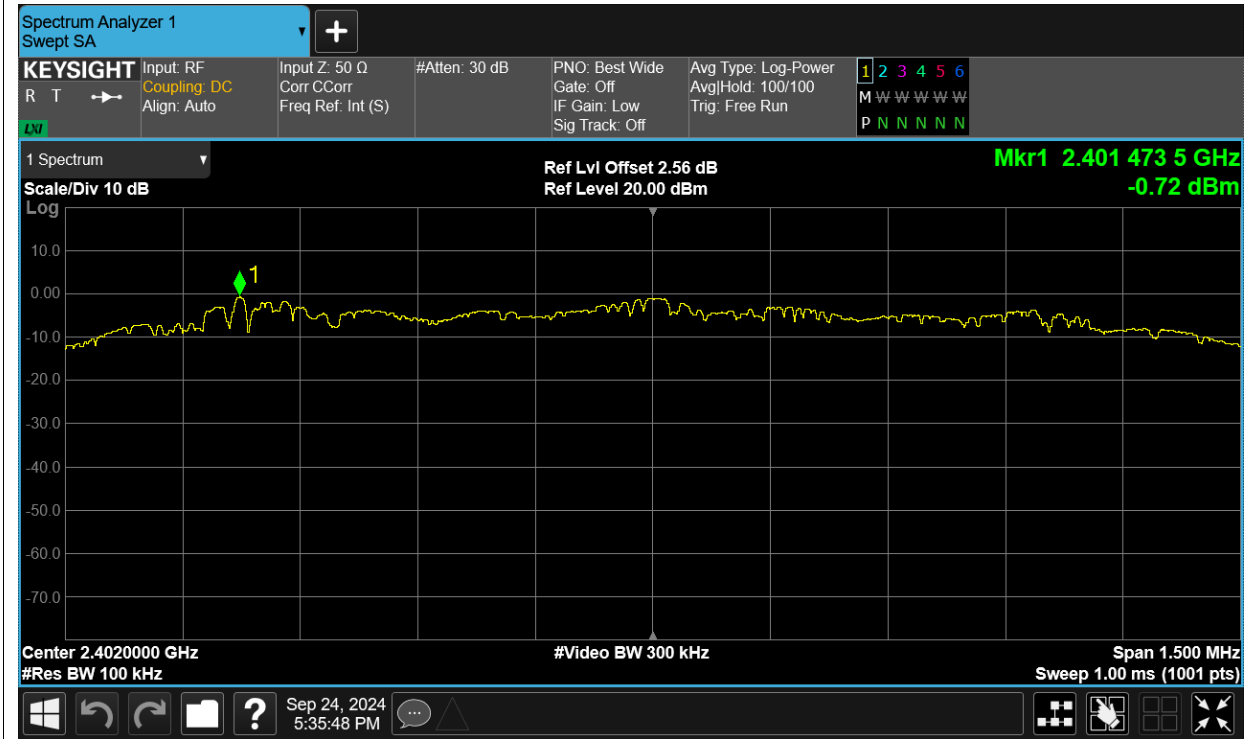 Spectrum Analyzer 1
Swept SA
▼
+
KEYSIGHT
R T
LXI
Input: RF
Coupling: DC
Align: Auto
Input Z: 50 Ω
Corr CCorr
Freq Ref: Int (S)
#Atten: 30 dB
PNO: Best Wide
Gate: Off
IF Gain: Low
Sig Track: Off
Avg Type: Log-Power
Avg|Hold: 100/100
Trig: Free Run
1 2 3 4 5 6
M W W W W W
P N N N N N
1 Spectrum ▼
Scale/Div 10 dB
Log
Ref Lvl Offset 2.56 dB
Ref Level 20.00 dBm
Mkr1 2.401 473 5 GHz
-0.72 dBm
10.0
0.00
-10.0
-20.0
-30.0
-40.0
-50.0
-60.0
-70.0
1
Center 2.4020000 GHz
#Res BW 100 kHz
#Video BW 300 kHz
Span 1.500 MHz
Sweep 1.00 ms (1001 pts)
?
Sep 24, 2024
5:35:48 PM